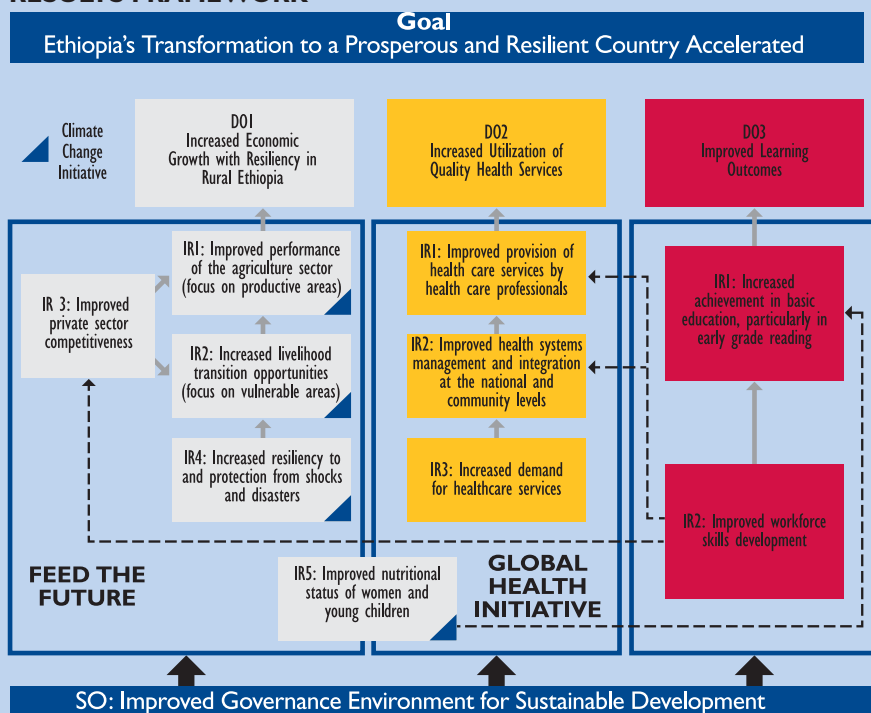 RESULTS FRAMEWORK
Goal
Ethiopia's Transformation to a Prosperous and Resilient Country Accelerated
Climate
Change
Initiative
DO1
Increased Economic
Growth with Resiliency in
Rural Ethiopia
DO2
Increased Utilization of
Quality Health Services
DO3
Improved Learning
Outcomes
IR 3: Improved
private sector
competitiveness
IR1: Improved performance
of the agriculture sector
(focus on productive areas)
IR2: Increased livelihood
transition opportunities
(focus on vulnerable areas)
IR4: Increased resiliency to
and protection from shocks
and disasters
IR1: Improved provision of
health care services by
health care professionals
IR2: Improved health systems
management and integration
at the national and
community levels
IR3: Increased demand
for healthcare services
IR1: Increased
achievement in basic
education, particularly in
early grade reading
IR2: Improved workforce
skills development
FEED THE
FUTURE
IR5: Improved nutritional
status of women and
young children
GLOBAL
HEALTH
INITIATIVE
SO: Improved Governance Environment for Sustainable Development